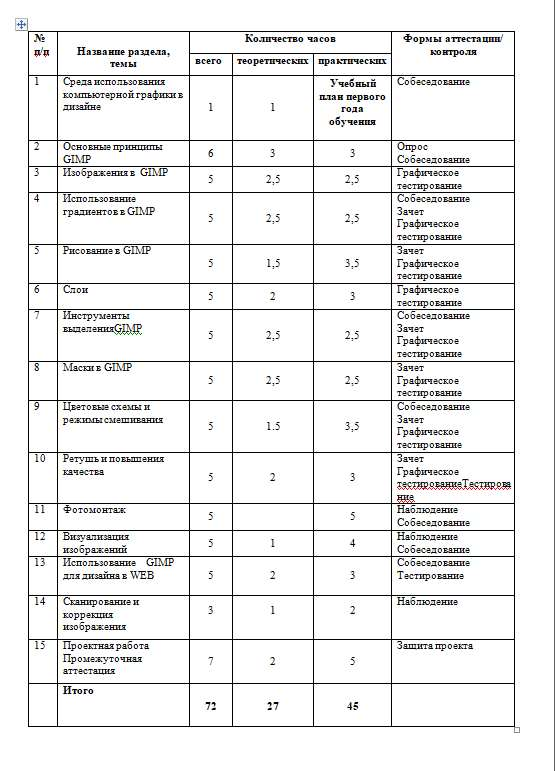 № п/п
Название раздела, темы
Количество часов
Формы аттестации/ контроля
всего
теоретических
практических
1
Среда использования
компьютерной графики в
дизайне
1
1
Учебный
план первого
года
обучения
Собеседование
2
Основные принципы
GIMP
6
3
3
Опрос
Собеседование
3
Изображения в GIMP
5
2,5
2,5
Графическое
тестирование
4
Использование
градиентов в GIMP
5
2,5
2,5
Собеседование
Зачет
Графическое
тестирование
5
Рисование в GIMP
5
1,5
3,5
Зачет
Графическое
тестирование
6
Слои
5
2
3
Графическое
тестирование
7
Инструменты
выделенияGIMP
5
2,5
2,5
Собеседование
Зачет
Графическое
тестирование
8
Маски в GIMP
5
2,5
2,5
Зачет
Графическое
тестирование
9
Цветовые схемы и
режимы смешивания
5
1.5
3,5
Собеседование
Зачет
Графическое
тестирование
10
Ретушь и повышения
качества
5
2
3
Зачет
Графическое
тестированиеТестирова
ние
11
Фотомонтаж
5
5
Наблюдение
Собеседование
12
Визуализация
изображений
5
1
4
Наблюдение
Собеседование
13
Использование GIMP
для дизайна в WEB
5
2
3
Собеседование
Тестирование
14
Сканирование и
коррекция
изображения
3
1
2
Наблюдение
15
Проектная работа
Промежуточная
аттестация
7
2
5
Защита проекта
Итого
72
27
45